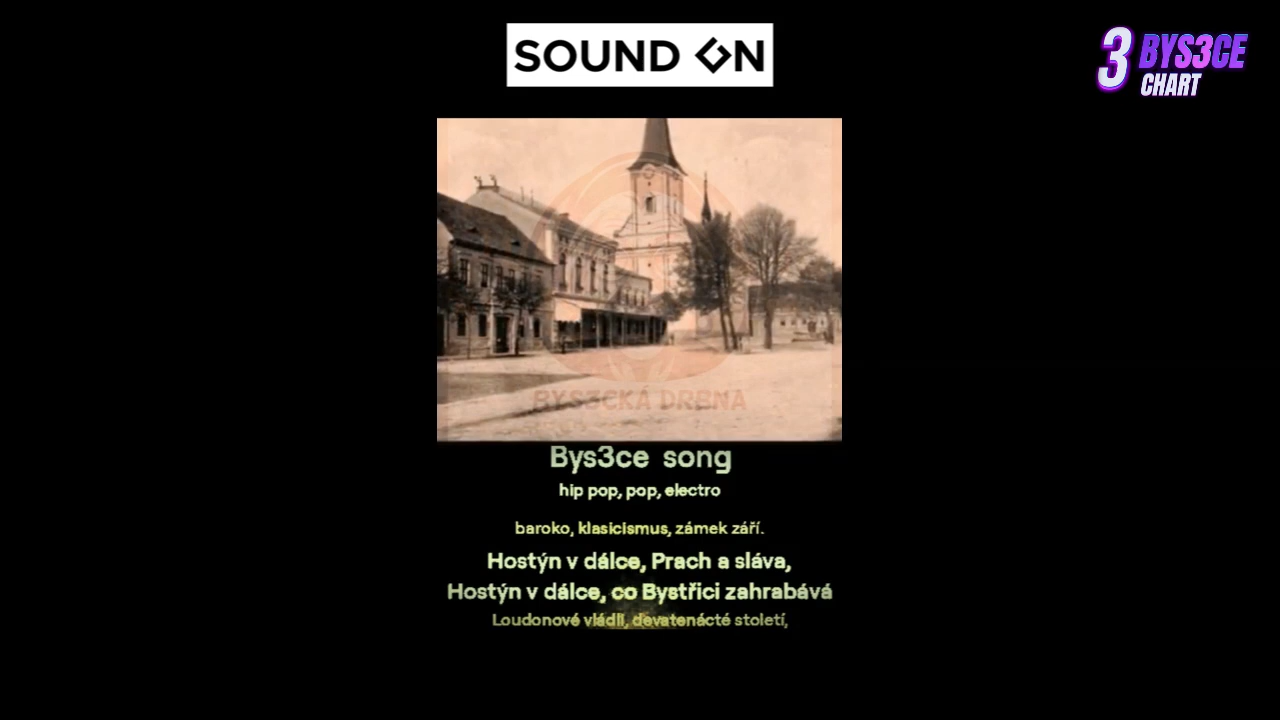 SOUND ON
3 BYS3CE
CHART
BYS3CKÁ DRBNA
Bys3ce song
hip pop, pop, electro
baroko, klasicismus, zámek září.
Hostýn v dálce, Prach a sláva,
Hostýn v dálce, co Bystřici zahrabává
Loudonové vládli, devatenácté století,